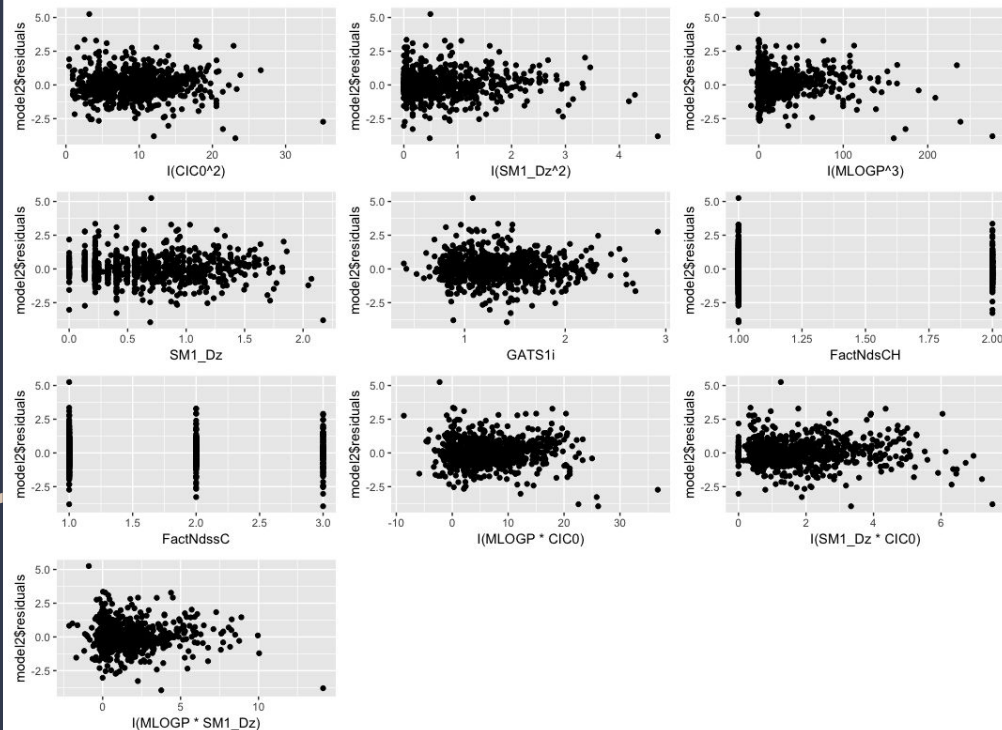 model2$residuals
5.0
2.5
0.0
-2.5
0 10 20 30
I(CIC0^2)
model2$residuals
5.0
2.5
0.0
-2.5
0 1 2 3 4
I(SM1_Dz^2)
model2$residuals
5.0
2.5
0.0
-2.5
0 100 200
I(MLOGP^3)
model2$residuals
5.0
2.5
0.0
-2.5
0.0 0.5 1.0 1.5 2.0
SM1_Dz
model2$residuals
5.0
2.5
0.0
-2.5
1 2 3
GATS1i
model2$residuals
5.0
2.5
0.0
-2.5
1.00 1.25 1.50 1.75 2.00
FactNdsCH
model2$residuals
5.0
2.5
0.0
-2.5
1.0 1.5 2.0 2.5 3.0
FactNdssC
model2$residuals
5.0
2.5
0.0
-2.5
-10 0 10 20 30
I(MLOGP * CIC0)
model2$residuals
5.0
2.5
0.0
-2.5
0 2 4 6
I(SM1_Dz * CIC0)
model2$residuals
5.0
2.5
0.0
-2.5
0 5 10
I(MLOGP * SM1_Dz)